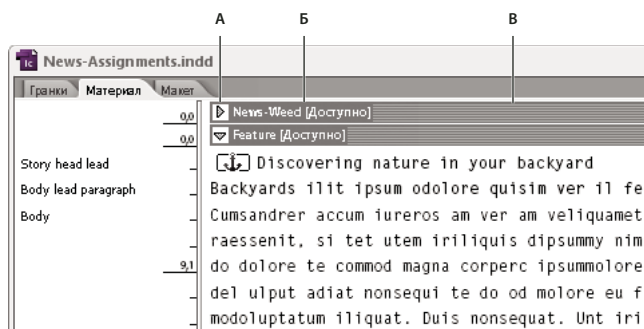 А Б В
News-Assignments.indd
Гранки Материал Макет
0,0
News-Weed [Доступно]
0,0
Feature [Доступно]
Story head lead
Discovering nature in your backyard
Body lead paragraph
Backyards ilit ipsum odolore quisim ver il fe
Body
Cumsandrer accum iureros am ver am veliquamet
raessenit, si tet utem iriliquis dipsummy nim
9,1
do dolore te commod magna corperc ipsummolore
del ulput adiat nonsequi te do od molore eu f
modoluptatum iliquat. Duis nonsequat. Unt iri